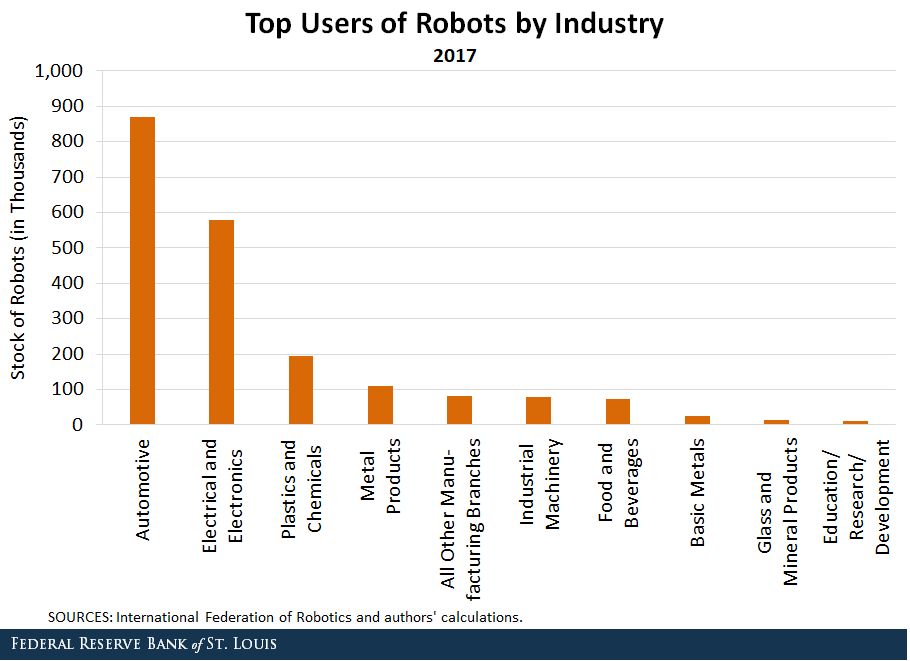 Top Users of Robots by Industry
2017
Stock of Robots (in Thousands)
1,000
900
800
700
600
500
400
300
200
100
0
Automotive
Electrical and
Electronics
Plastics and
Chemicals
Metal
Products
All Other Manu-
facturing Branches
Industrial
Machinery
Food and
Beverages
Basic Metals
Glass and
Mineral Products
Education/
Research/
Development
SOURCES: International Federation of Robotics and authors' calculations.
FEDERAL RESERVE BANK of ST. LOUIS